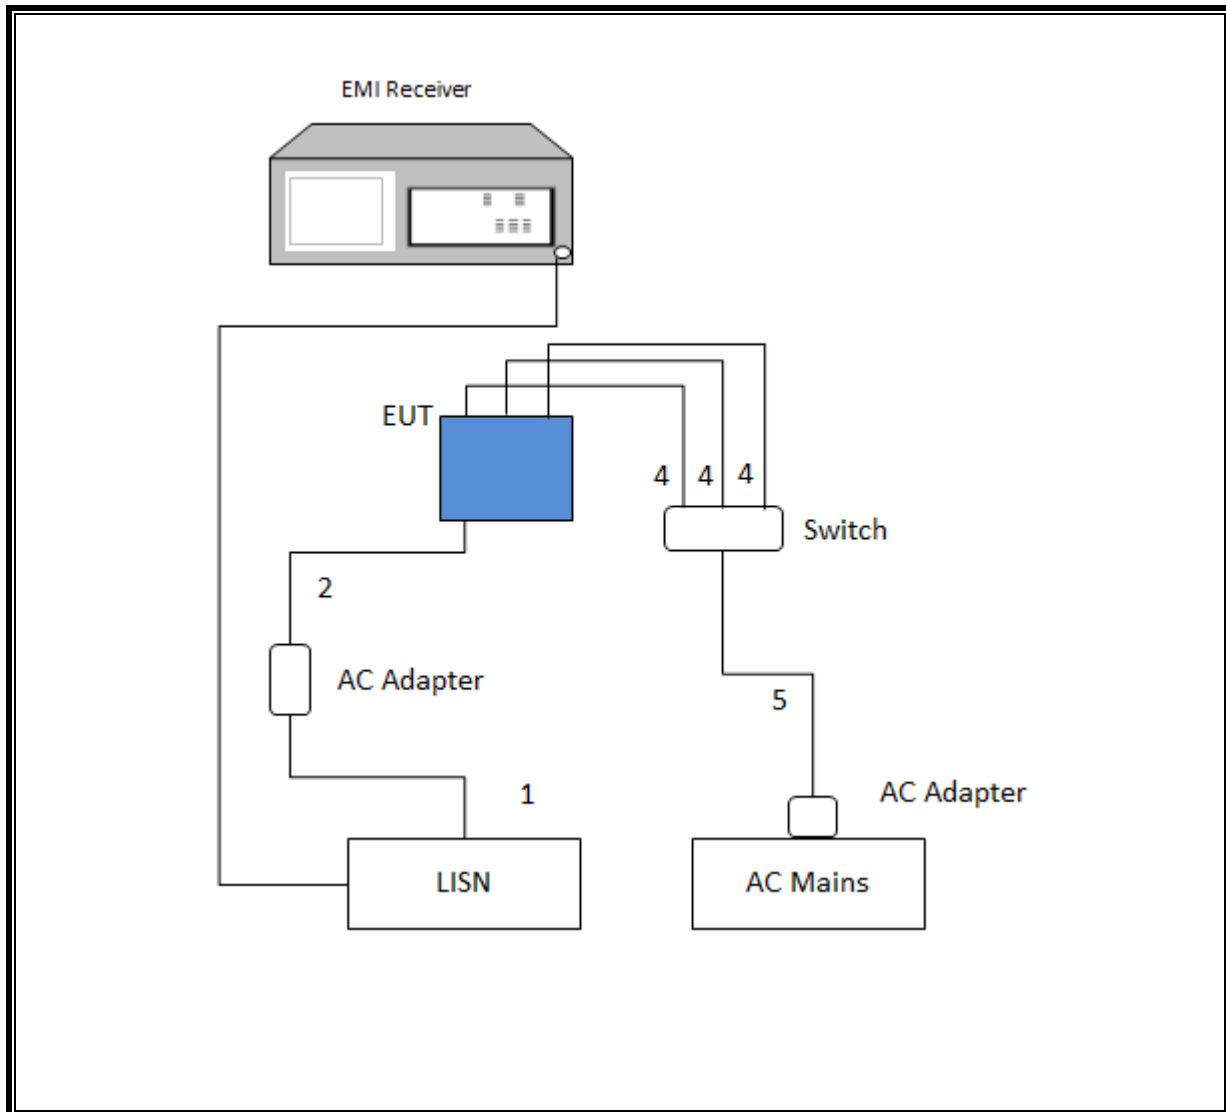 EMI Receiver
EUT
4 4 4
Switch
2
AC Adapter
5
1
AC Adapter
LISN
AC Mains